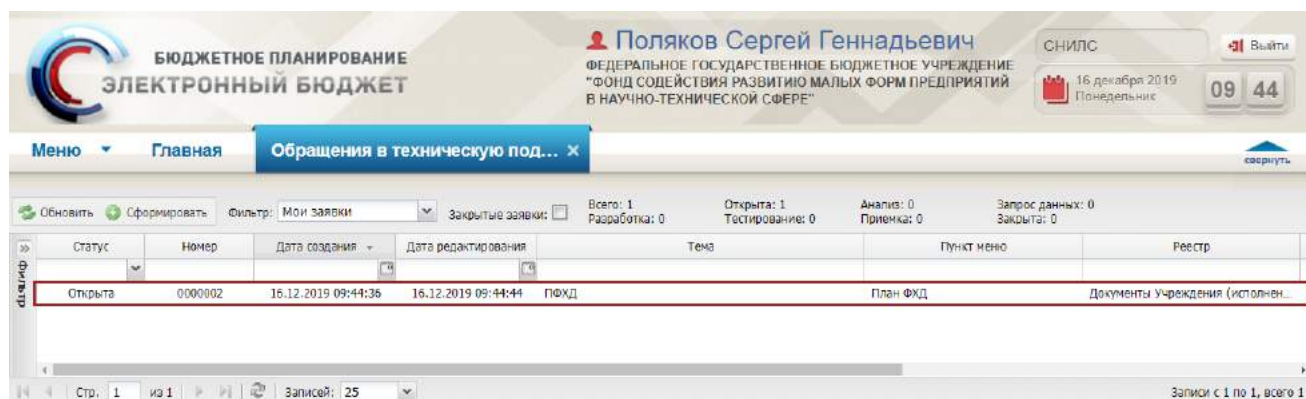 БЮДЖЕТНОЕ ПЛАНИРОВАНИЕ
ЭЛЕКТРОННЫЙ БЮДЖЕТ
Поляков Сергей Геннадьевич
ФЕДЕРАЛЬНОЕ ГОСУДАРСТВЕННОЕ БЮДЖЕТНОЕ УЧРЕЖДЕНИЕ
"ФОНД СОДЕЙСТВИЯ РАЗВИТИЮ МАЛЫХ ФОРМ ПРЕДПРИЯТИЙ
В НАУЧНО-ТЕХНИЧЕСКОЙ СФЕРЕ"
СНИЛС
Выйти
16 декабря 2019
Понедельник
09 44
Меню Главная Обращения в техническую под... ×
свернуть
Обновить Сформировать Фильтр: Мои заявки Закрытые заявки:
Всего: 1 Открыта: 1 Анализ: 0 Запрос данных: 0
Разработка: 0 Тестирование: 0 Приемка: 0 Закрыта: 0
» Статус Номер Дата создания Дата редактирования Тема Пункт меню Реестр
Фильтр
Открыта 0000002 16.12.2019 09:44:36 16.12.2019 09:44:44 ПФХД План ФХД Документы Учреждения (исполнен...
Стр. 1 из 1 Записей: 25 Записи с 1 по 1, всего 1